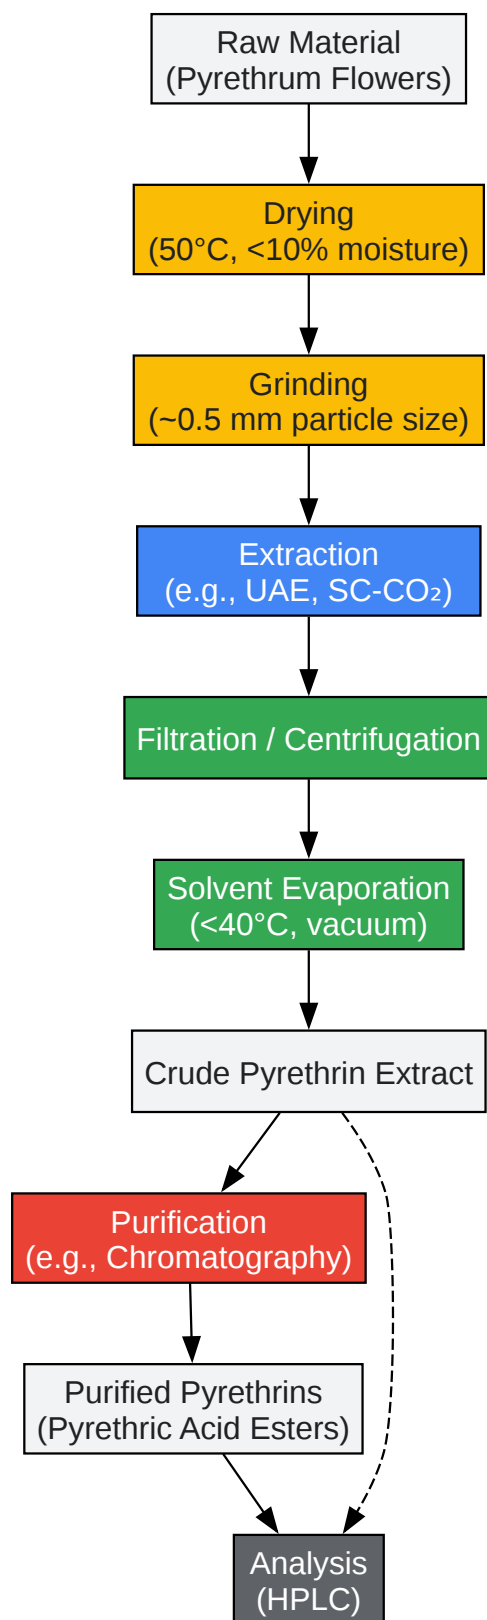 Raw Material
(Pyrethrum Flowers)
Drying
(50°C, <10% moisture)
Grinding
(~0.5 mm particle size)
Extraction
(e.g., UAE, SC-CO₂)
Filtration / Centrifugation
Solvent Evaporation
(<40°C, vacuum)
Crude Pyrethrin Extract
Purification
(e.g., Chromatography)
Purified Pyrethrins
(Pyrethric Acid Esters)
Analysis
(HPLC)